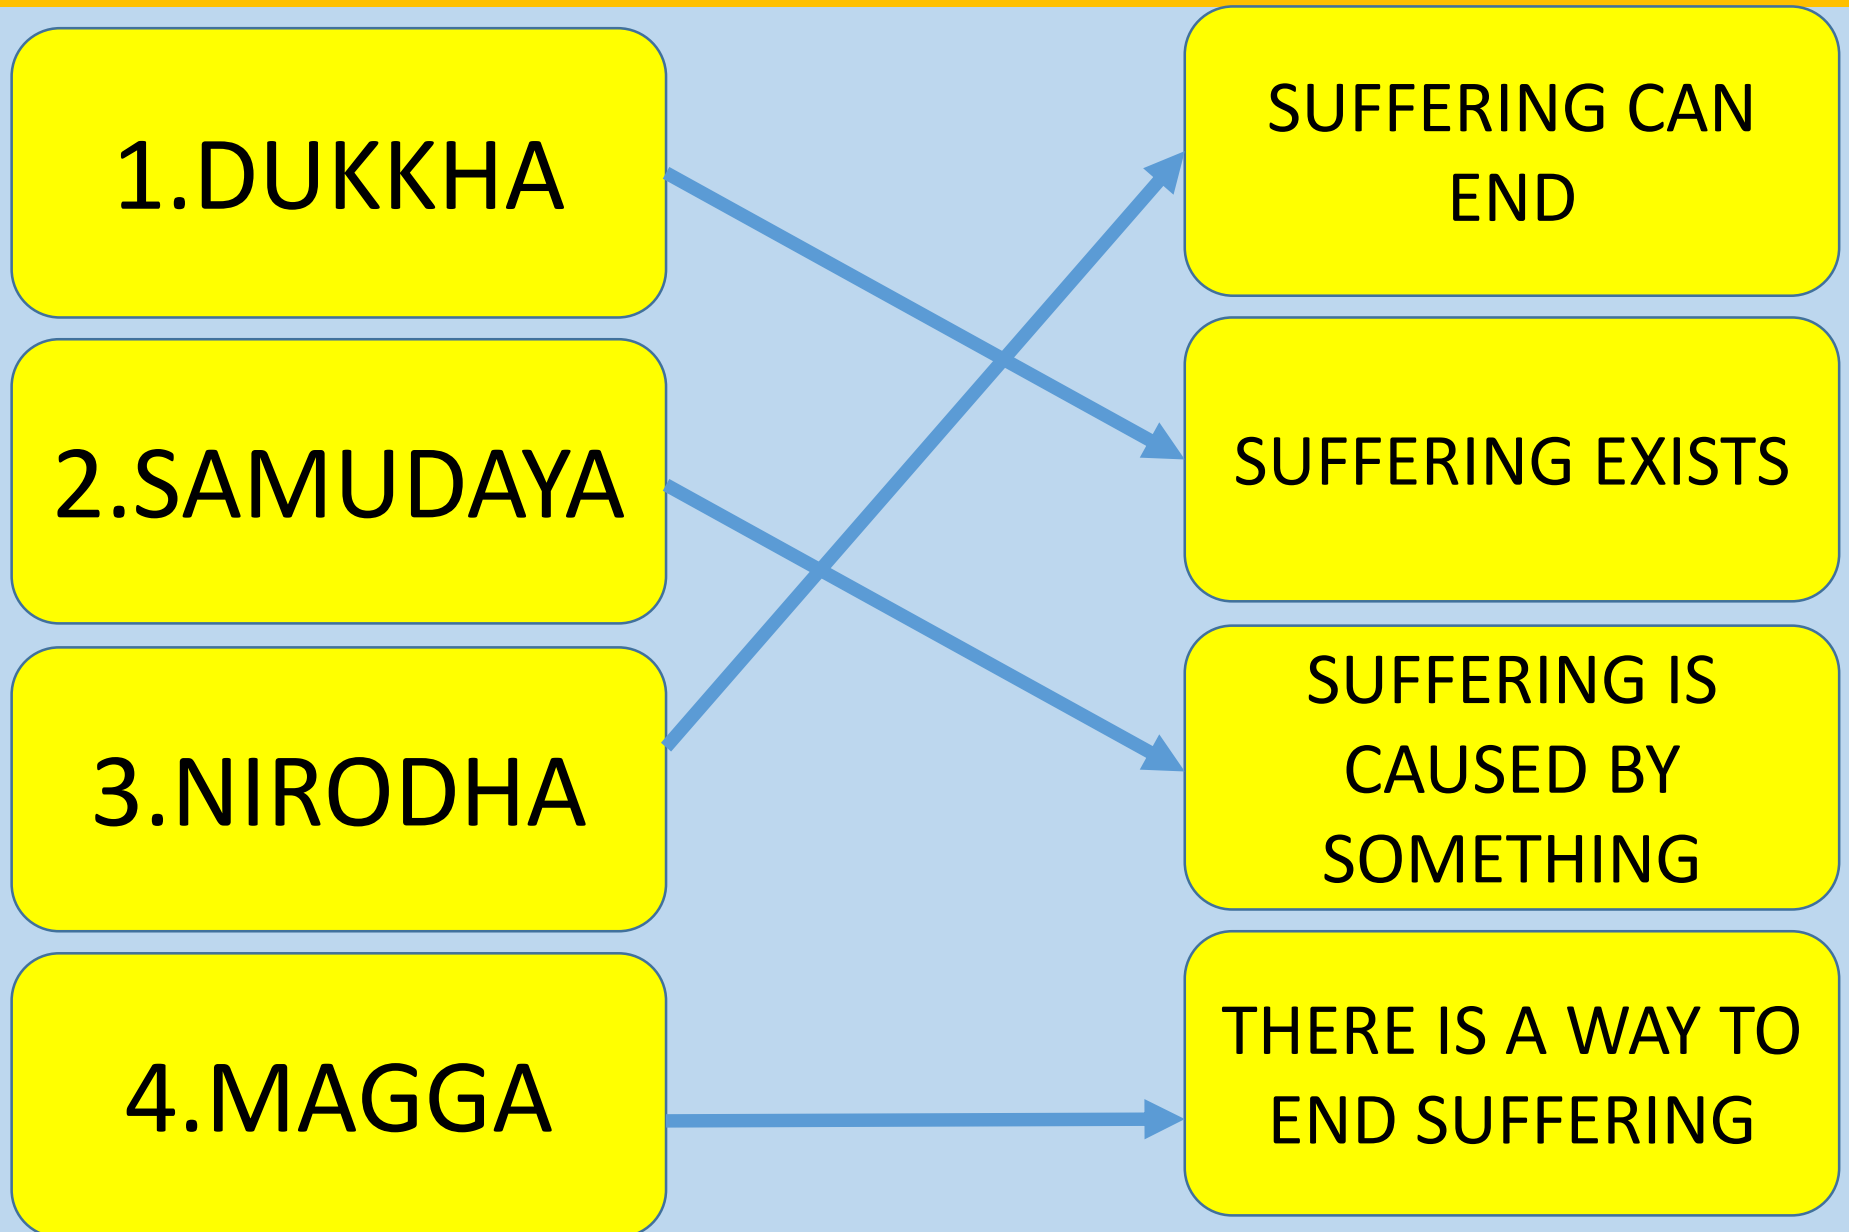 1.DUKKHA
2.SAMUDAYA
3.NIRODHA
4.MAGGA
SUFFERING CAN
END
SUFFERING EXISTS
SUFFERING IS
CAUSED BY
SOMETHING
THERE IS A WAY TO
END SUFFERING